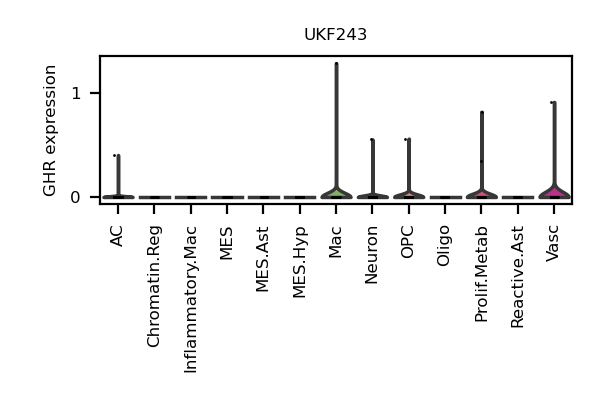 UKF243
GHR expression
1
0
AC
Chromatin.Reg
Inflammatory.Mac
MES
MES.Ast
MES.Hyp
Mac
Neuron
OPC
Oligo
Prolif.Metab
Reactive.Ast
Vasc